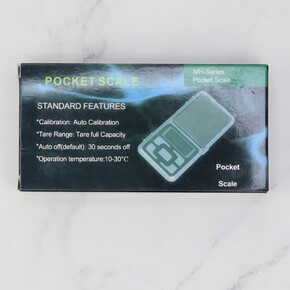 POCKET SCALE
MH-Series
Pocket Scale
STANDARD FEATURES
*Calibration: Auto Calibration
*Tare Range: Tare full Capacity
*Auto off(default): 30 seconds off
*Operation temperature:10-30°C
Pocket
Scale